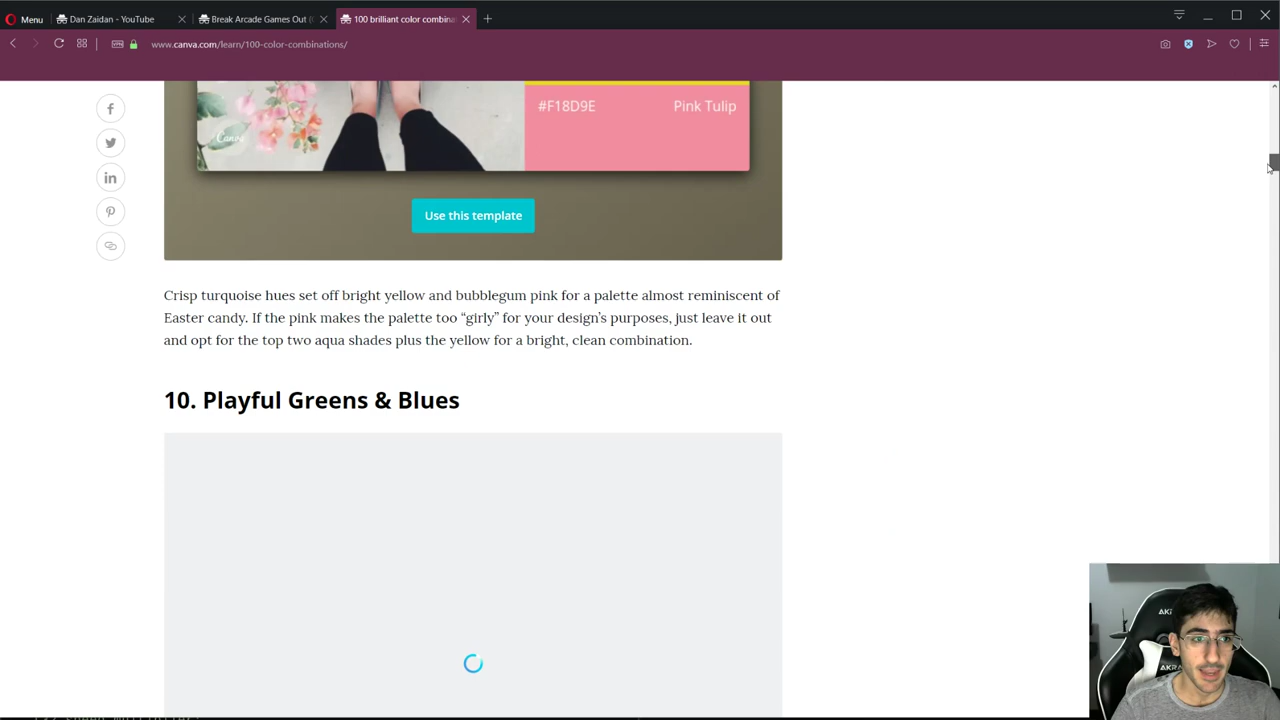 Menu
Dan Zaidan - YouTube
Break Arcade Games Out (
100 brilliant color combina
www.canva.com/learn/100-color-combinations/
VPN
Canva
#F18D9E Pink Tulip
Use this template
Crisp turquoise hues set off bright yellow and bubblegum pink for a palette almost reminiscent of
Easter candy. If the pink makes the palette too “girly” for your design’s purposes, just leave it out
and opt for the top two aqua shades plus the yellow for a bright, clean combination.
10. Playful Greens & Blues